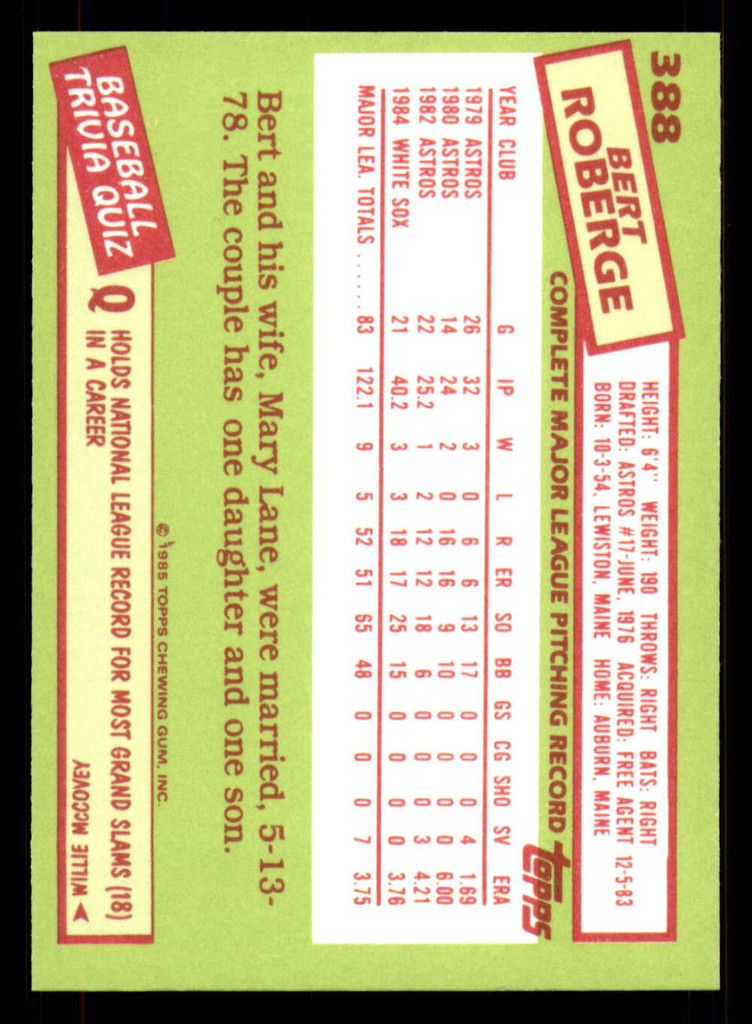 388
BERT
ROBERGE
HEIGHT: 6'4" WEIGHT: 190 THROWS: RIGHT BATS: RIGHT
DRAFTED: ASTROS #17-JUNE, 1976 ACQUIRED: FREE AGENT 12-5-83
BORN: 10-3-54, LEWISTON, MAINE HOME: AUBURN, MAINE
COMPLETE MAJOR LEAGUE PITCHING RECORD topps
YEAR CLUB G IP W L R ER SO BB GS CG SHO SV ERA
1979 ASTROS 26 32 3 0 6 6 13 17 0 0 0 4 1.69
1980 ASTROS 14 24 2 0 16 16 9 10 0 0 0 0 6.00
1982 ASTROS 22 25.2 1 2 12 12 18 6 0 0 0 3 4.21
1984 WHITE SOX 21 40.2 3 3 18 17 25 15 0 0 0 0 3.76
MAJOR LEA. TOTALS ...... 83 122.1 9 5 52 51 65 48 0 0 0 7 3.75
Bert and his wife, Mary Lane, were married, 5-13-
78. The couple has one daughter and one son.
© 1985 TOPPS CHEWING GUM, INC.
BASEBALL
TRIVIA QUIZ
Q HOLDS NATIONAL LEAGUE RECORD FOR MOST GRAND SLAMS (18)
IN A CAREER
WILLIE MCCOVEY